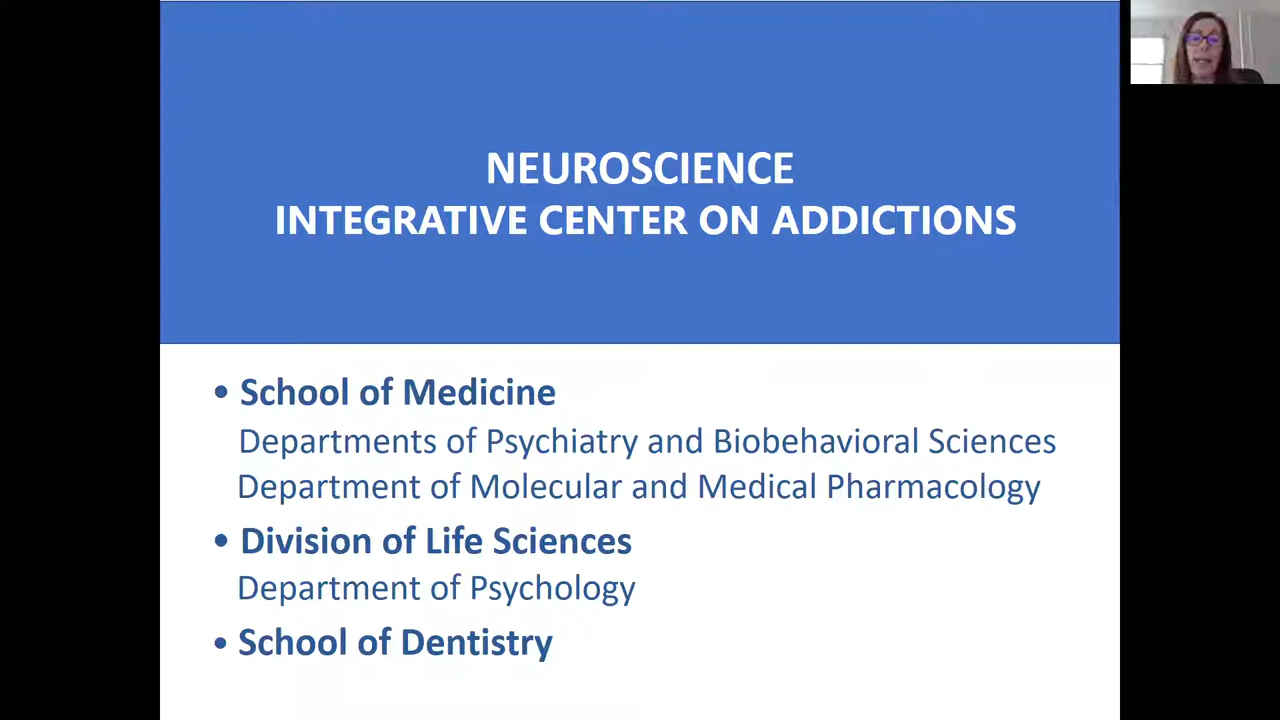 NEUROSCIENCE
INTEGRATIVE CENTER ON ADDICTIONS
• School of Medicine
Departments of Psychiatry and Biobehavioral Sciences
Department of Molecular and Medical Pharmacology
• Division of Life Sciences
Department of Psychology
• School of Dentistry